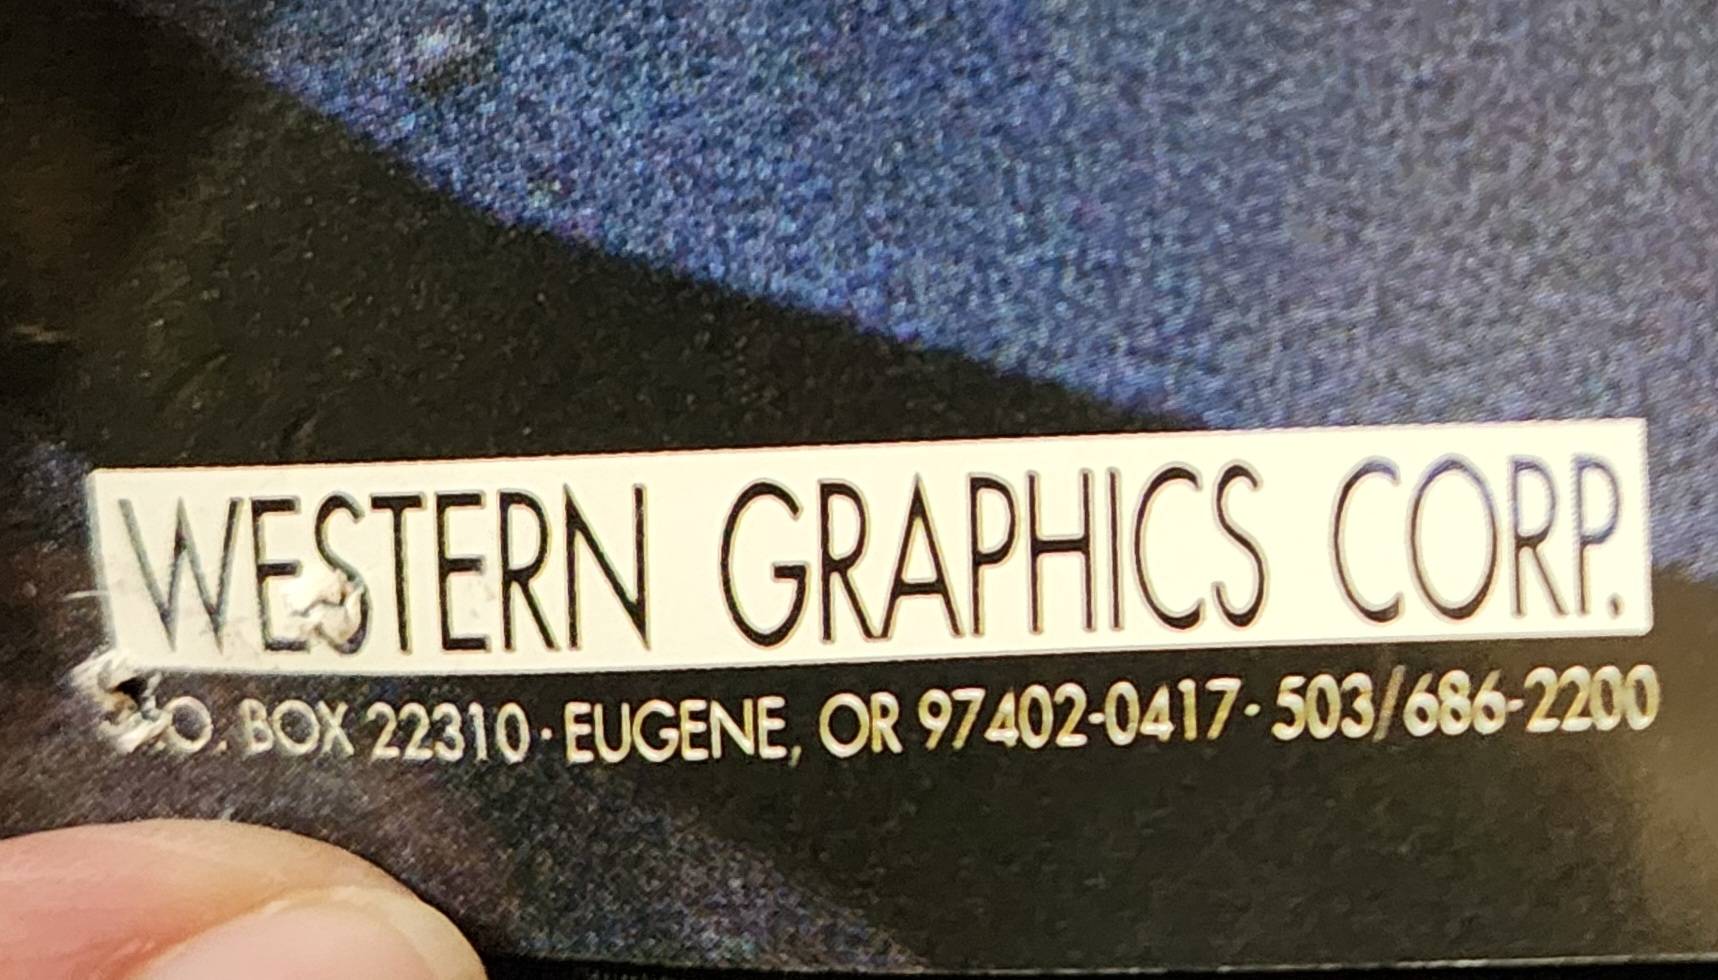 WESTERN GRAPHICS CORP.
P.O. BOX 22310 · EUGENE, OR 97402-0417 · 503/686-2200